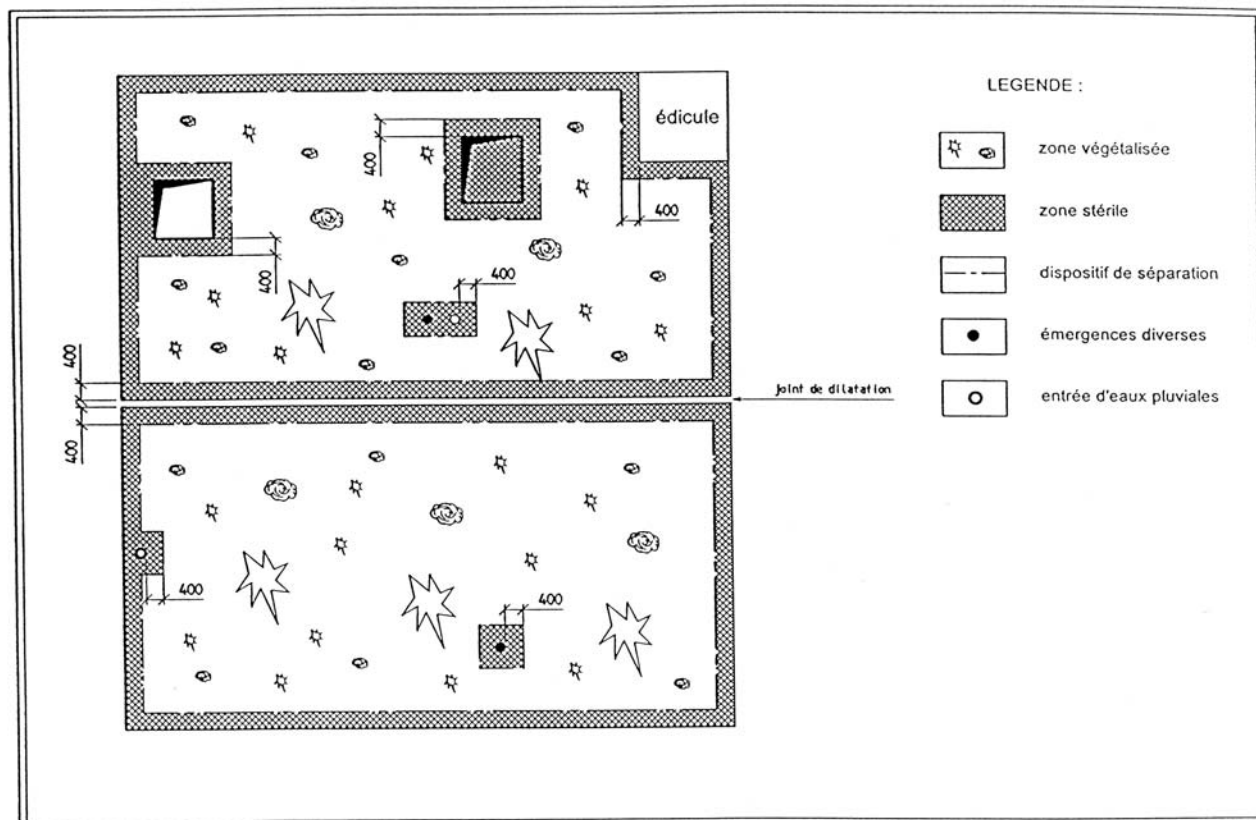 LEGENDE :
édicule
zone végétalisée
400
zone stérile
400
400
dispositif de séparation
400
émergences diverses
400
joint de dilatation
entrée d'eaux pluviales
400
400
400